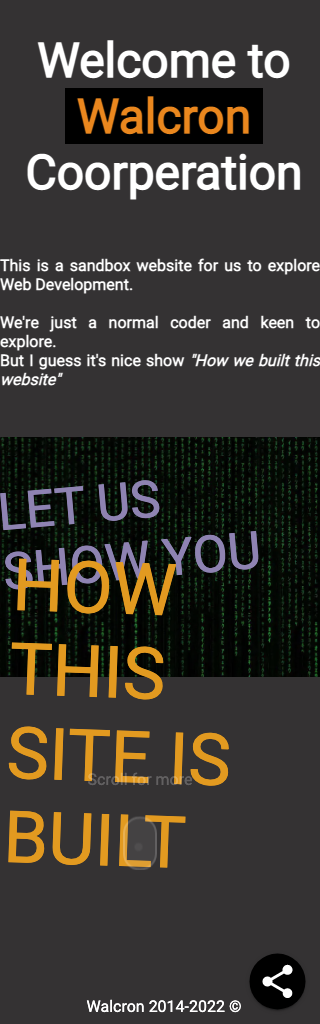 Welcome to
Walcron
Coorperation
This is a sandbox website for us to explore
Web Development.
We're just a normal coder and keen to
explore.
But I guess it's nice show "How we built this
website"
LET US
SHOW YOU
HOW
THIS
SITE IS
BUILT
Scroll for more
Walcron 2014-2022 ©